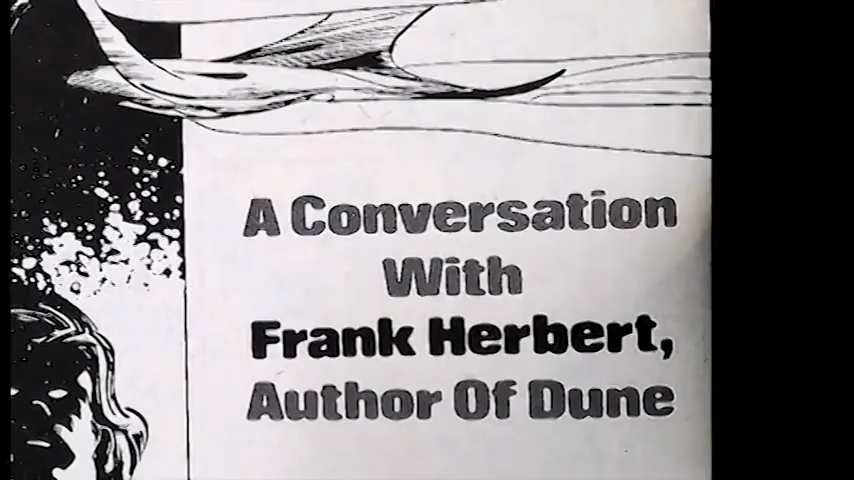 A Conversation
With
Frank Herbert,
Author Of Dune